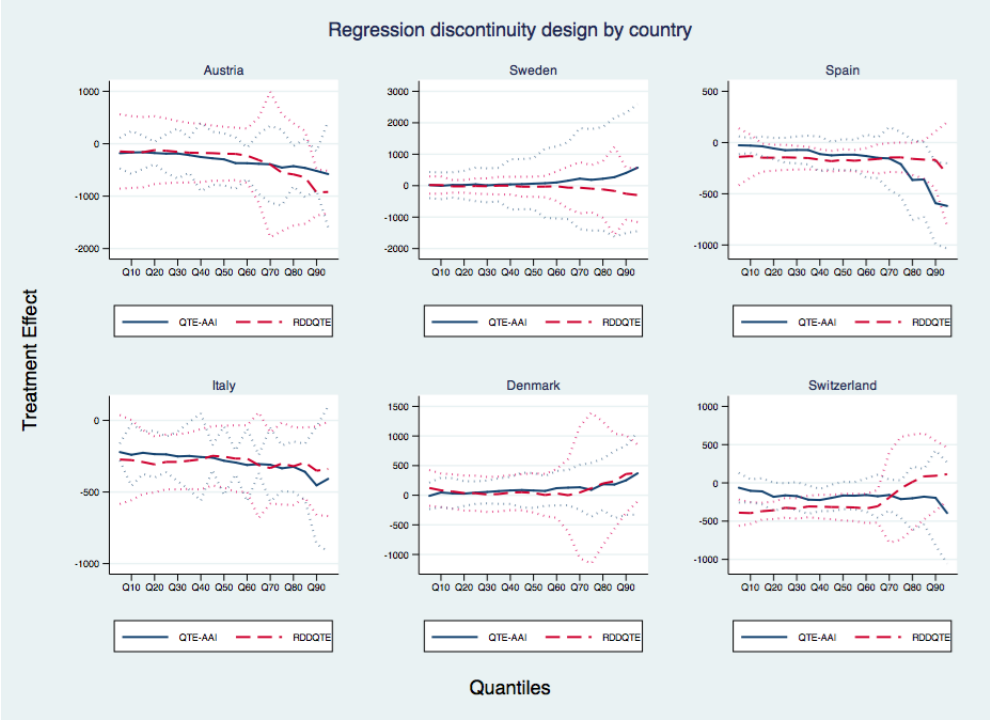 Regression discontinuity design by country
Treatment Effect
Austria
1000
0
-1000
-2000
Q10 Q20 Q30 Q40 Q50 Q60 Q70 Q80 Q90
QTE-AAI RDDQTE
Sweden
3000
2000
1000
0
-1000
-2000
Q10 Q20 Q30 Q40 Q50 Q60 Q70 Q80 Q90
QTE-AAI RDDQTE
Spain
500
0
-500
-1000
Q10 Q20 Q30 Q40 Q50 Q60 Q70 Q80 Q90
QTE-AAI RDDQTE
Italy
0
-500
-1000
Q10 Q20 Q30 Q40 Q50 Q60 Q70 Q80 Q90
QTE-AAI RDDQTE
Denmark
1500
1000
500
0
-500
-1000
Q10 Q20 Q30 Q40 Q50 Q60 Q70 Q80 Q90
QTE-AAI RDDQTE
Switzerland
1000
500
0
-500
-1000
Q10 Q20 Q30 Q40 Q50 Q60 Q70 Q80 Q90
QTE-AAI RDDQTE
Quantiles